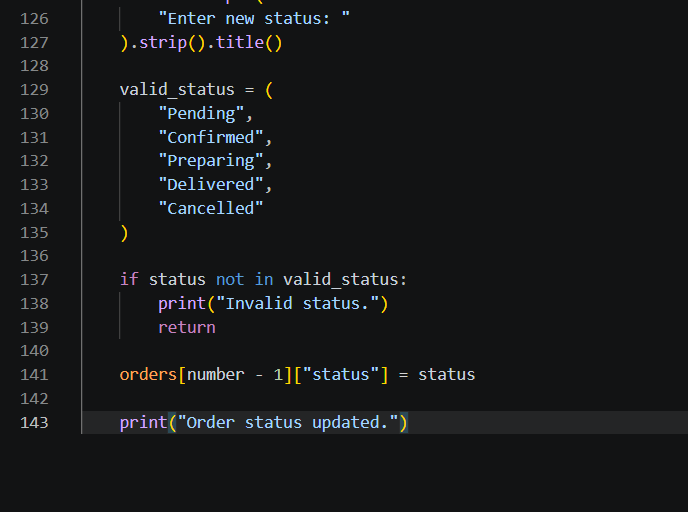 126 "Enter new status: "
127 ).strip().title()
128
129 valid_status = (
130 "Pending",
131 "Confirmed",
132 "Preparing",
133 "Delivered",
134 "Cancelled"
135 )
136
137 if status not in valid_status:
138 print("Invalid status.")
139 return
140
141 orders[number - 1]["status"] = status
142
143 print("Order status updated.")